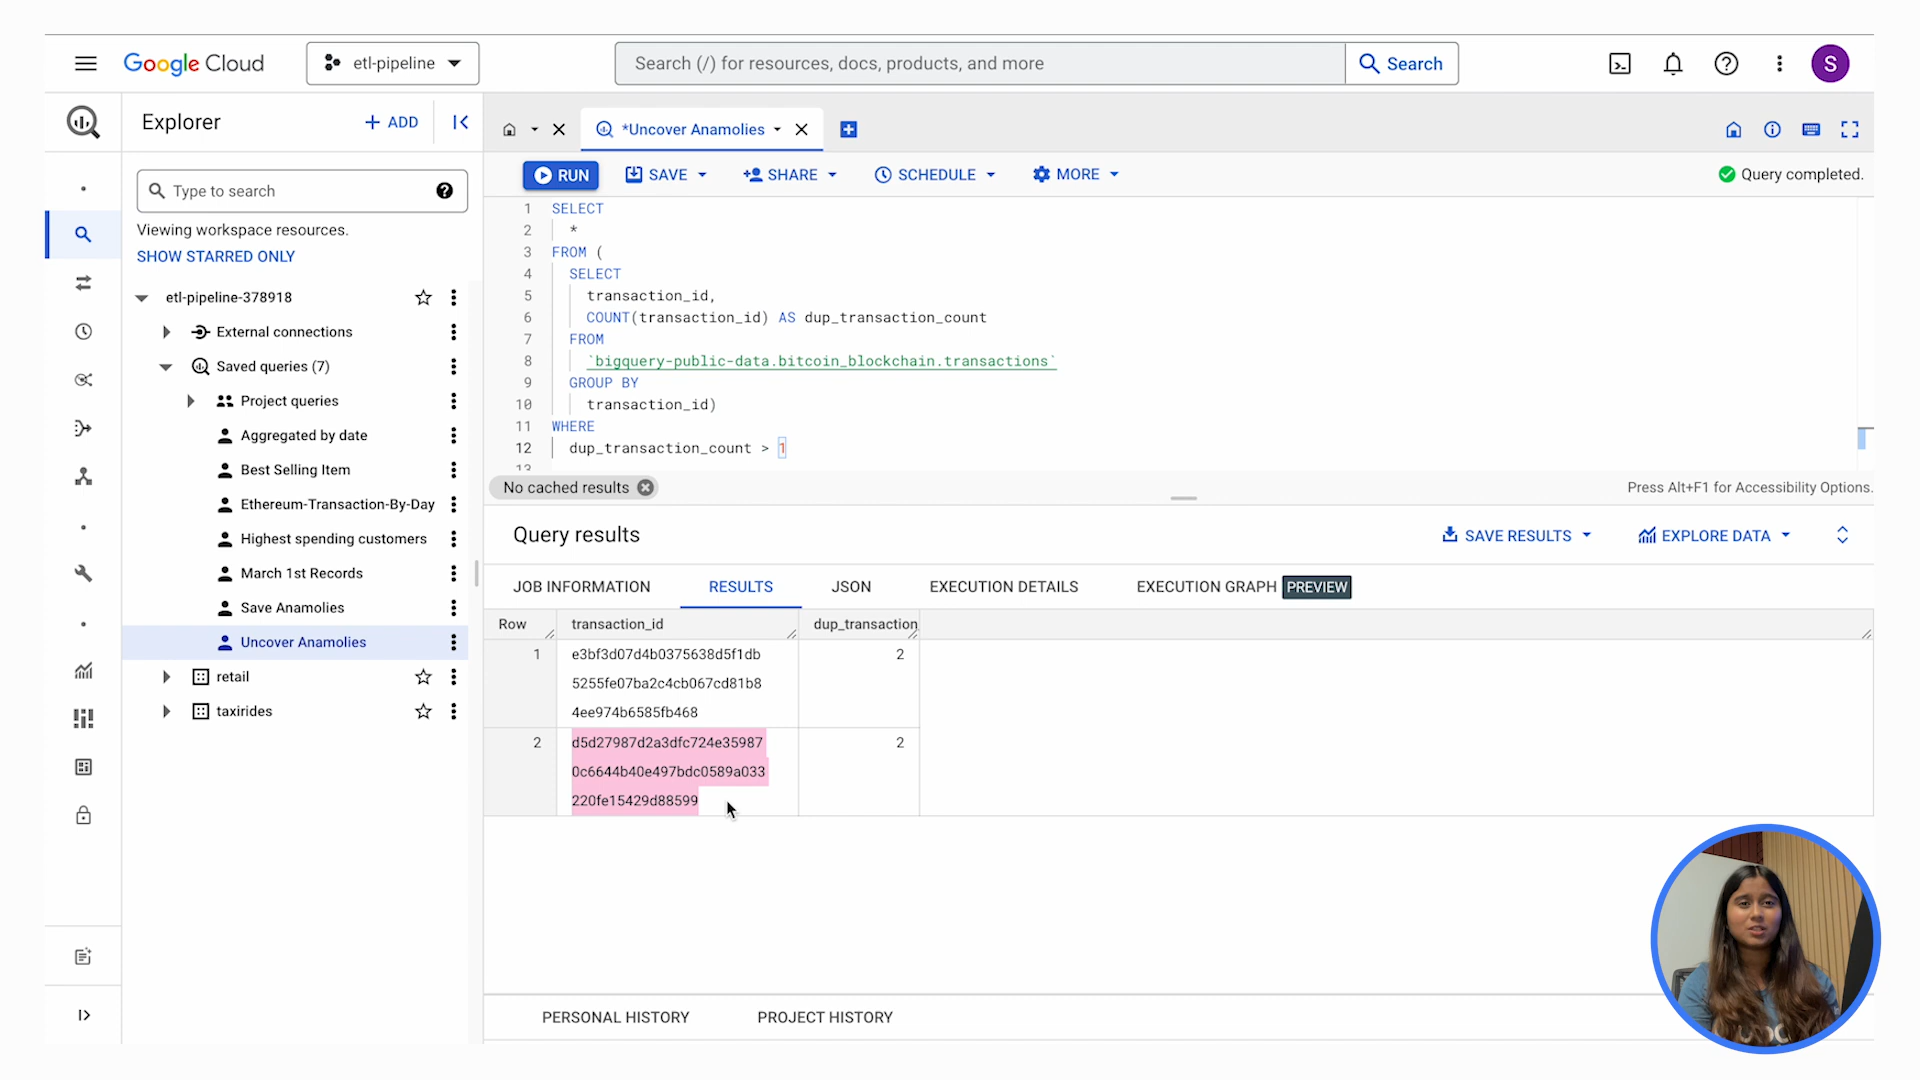 Google Cloud
etl-pipeline
Search (/) for resources, docs, products, and more
Search
S
Explorer
ADD
*Uncover Anamolies
Type to search
RUN
SAVE
SHARE
SCHEDULE
MORE
Query completed.
Viewing workspace resources.
SHOW STARRED ONLY
etl-pipeline-378918
External connections
Saved queries (7)
Project queries
Aggregated by date
Best Selling Item
Ethereum-Transaction-By-Day
Highest spending customers
March 1st Records
Save Anamolies
Uncover Anamolies
retail
taxirides
1 SELECT
2 *
3 FROM (
4 SELECT
5 transaction_id,
6 COUNT(transaction_id) AS dup_transaction_count
7 FROM
8 `bigquery-public-data.bitcoin_blockchain.transactions`
9 GROUP BY
10 transaction_id)
11 WHERE
12 dup_transaction_count > 1
13
No cached results
Press Alt+F1 for Accessibility Options.
Query results
SAVE RESULTS
EXPLORE DATA
JOB INFORMATION
RESULTS
JSON
EXECUTION DETAILS
EXECUTION GRAPH
PREVIEW
Row transaction_id dup_transaction
1 e3bf3d07d4b0375638d5f1db 2
5255fe07ba2c4cb067cd81b8
4ee974b6585fb468
2 d5d27987d2a3dfc724e35987 2
0c6644b40e497bdc0589a033
220fe15429d88599
PERSONAL HISTORY
PROJECT HISTORY